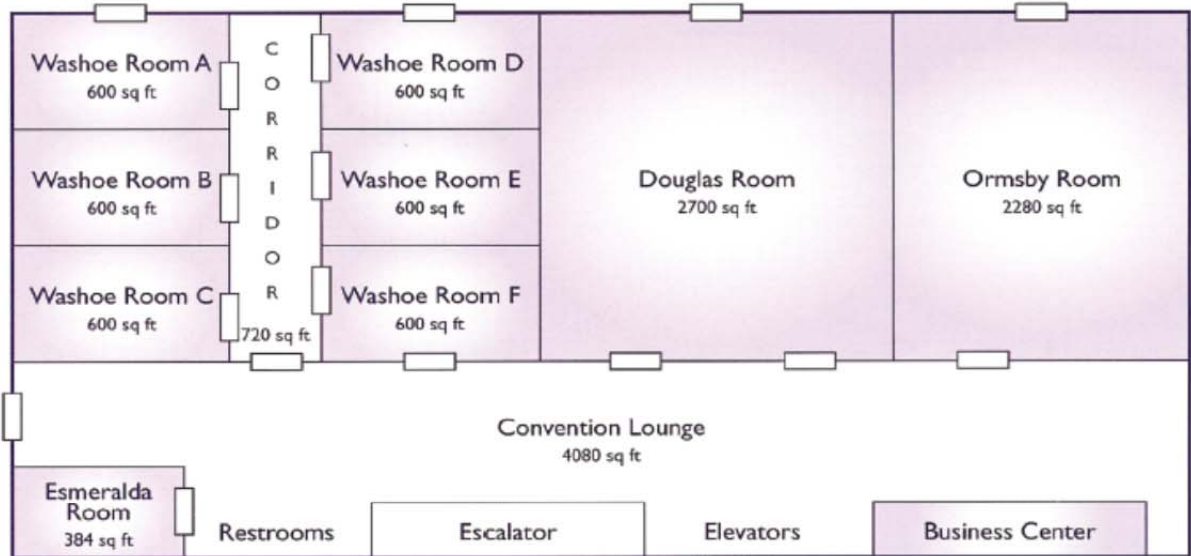 Washoe Room A
600 sq ft
Washoe Room B
600 sq ft
Washoe Room C
600 sq ft
CORRIDOR
720 sq ft
Washoe Room D
600 sq ft
Washoe Room E
600 sq ft
Washoe Room F
600 sq ft
Douglas Room
2700 sq ft
Ormsby Room
2280 sq ft
Convention Lounge
4080 sq ft
Esmeralda
Room
384 sq ft
Restrooms
Escalator
Elevators
Business Center